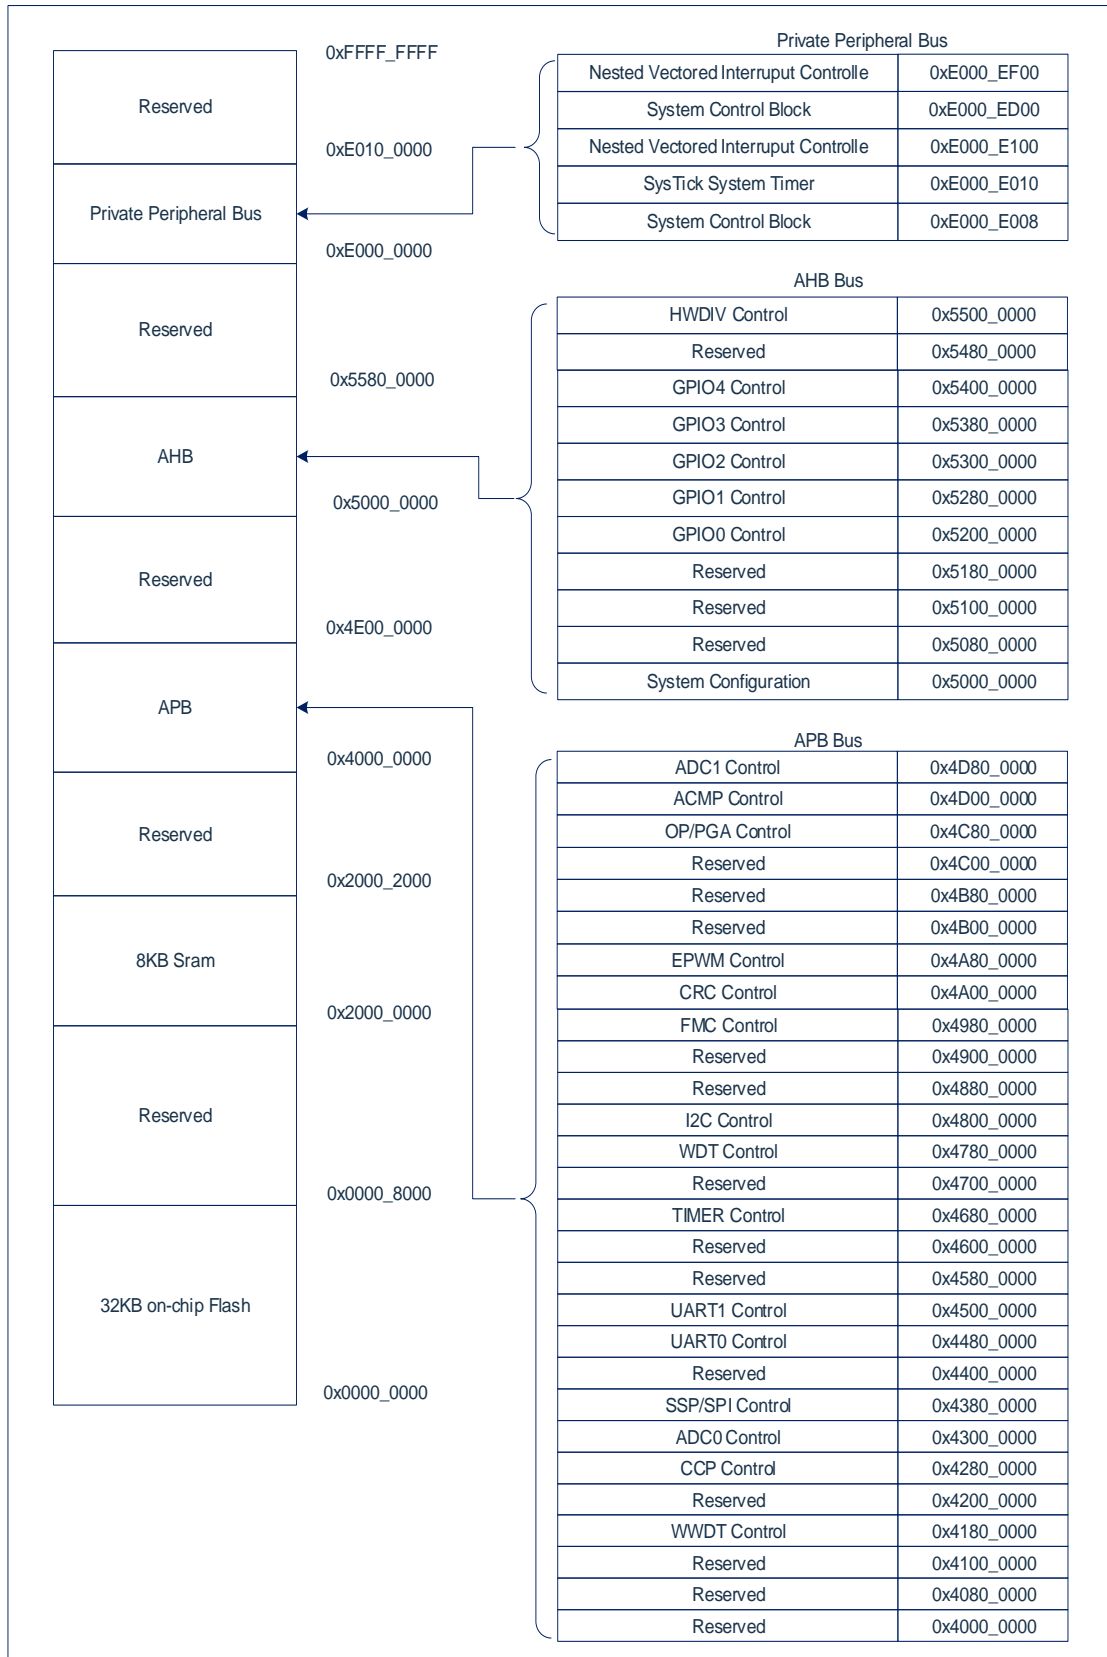 0xFFFF_FFFF
Reserved
0xE010_0000
Private Peripheral Bus
0xE000_0000
Reserved
0x5580_0000
AHB
0x5000_0000
Reserved
0x4E00_0000
APB
0x4000_0000
Reserved
0x2000_2000
8KB Sram
0x2000_0000
Reserved
0x0000_8000
32KB on-chip Flash
0x0000_0000
Private Peripheral Bus
Nested Vectored Interruput Controlle 0xE000_EF00
System Control Block 0xE000_ED00
Nested Vectored Interruput Controlle 0xE000_E100
SysTick System Timer 0xE000_E010
System Control Block 0xE000_E008
AHB Bus
HWDIV Control 0x5500_0000
Reserved 0x5480_0000
GPIO4 Control 0x5400_0000
GPIO3 Control 0x5380_0000
GPIO2 Control 0x5300_0000
GPIO1 Control 0x5280_0000
GPIO0 Control 0x5200_0000
Reserved 0x5180_0000
Reserved 0x5100_0000
Reserved 0x5080_0000
System Configuration 0x5000_0000
APB Bus
ADC1 Control 0x4D80_0000
ACMP Control 0x4D00_0000
OP/PGA Control 0x4C80_0000
Reserved 0x4C00_0000
Reserved 0x4B80_0000
Reserved 0x4B00_0000
EPWM Control 0x4A80_0000
CRC Control 0x4A00_0000
FMC Control 0x4980_0000
Reserved 0x4900_0000
Reserved 0x4880_0000
I2C Control 0x4800_0000
WDT Control 0x4780_0000
Reserved 0x4700_0000
TIMER Control 0x4680_0000
Reserved 0x4600_0000
Reserved 0x4580_0000
UART1 Control 0x4500_0000
UART0 Control 0x4480_0000
Reserved 0x4400_0000
SSP/SPI Control 0x4380_0000
ADC0 Control 0x4300_0000
CCP Control 0x4280_0000
Reserved 0x4200_0000
WWDT Control 0x4180_0000
Reserved 0x4100_0000
Reserved 0x4080_0000
Reserved 0x4000_0000